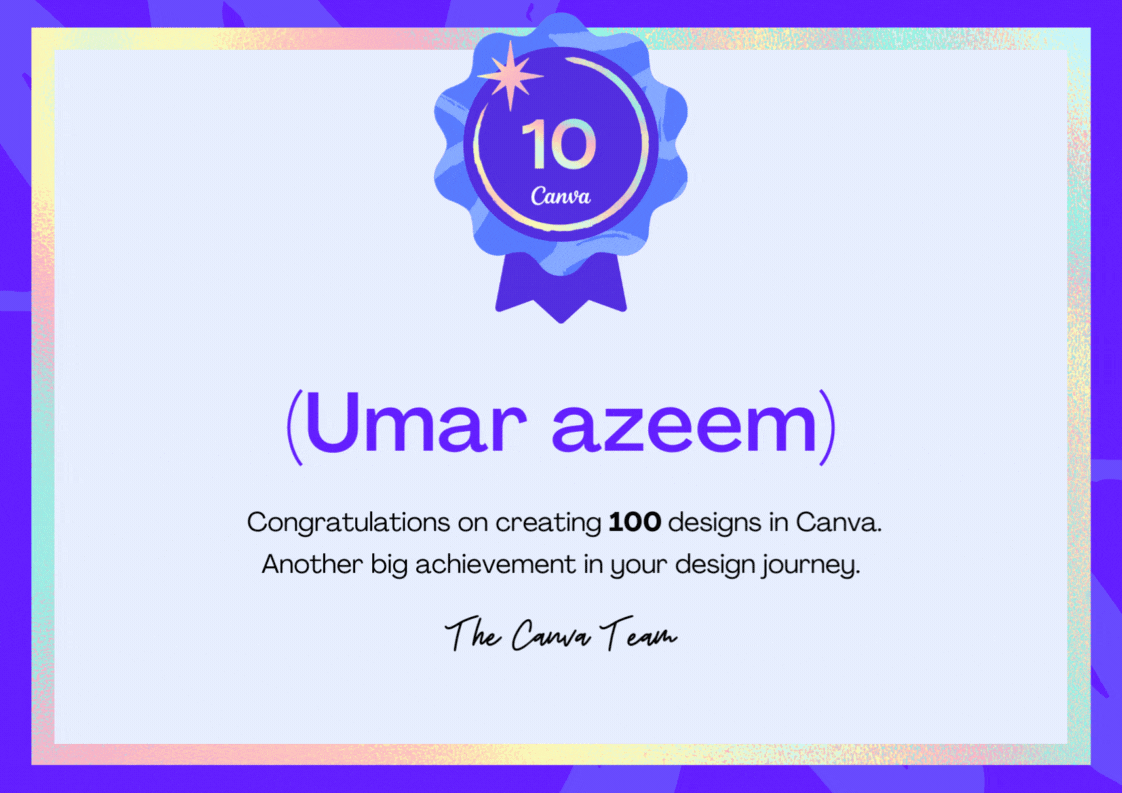 10
Canva
(Umar azeem)
Congratulations on creating 100 designs in Canva.
Another big achievement in your design journey.
The Canva Team